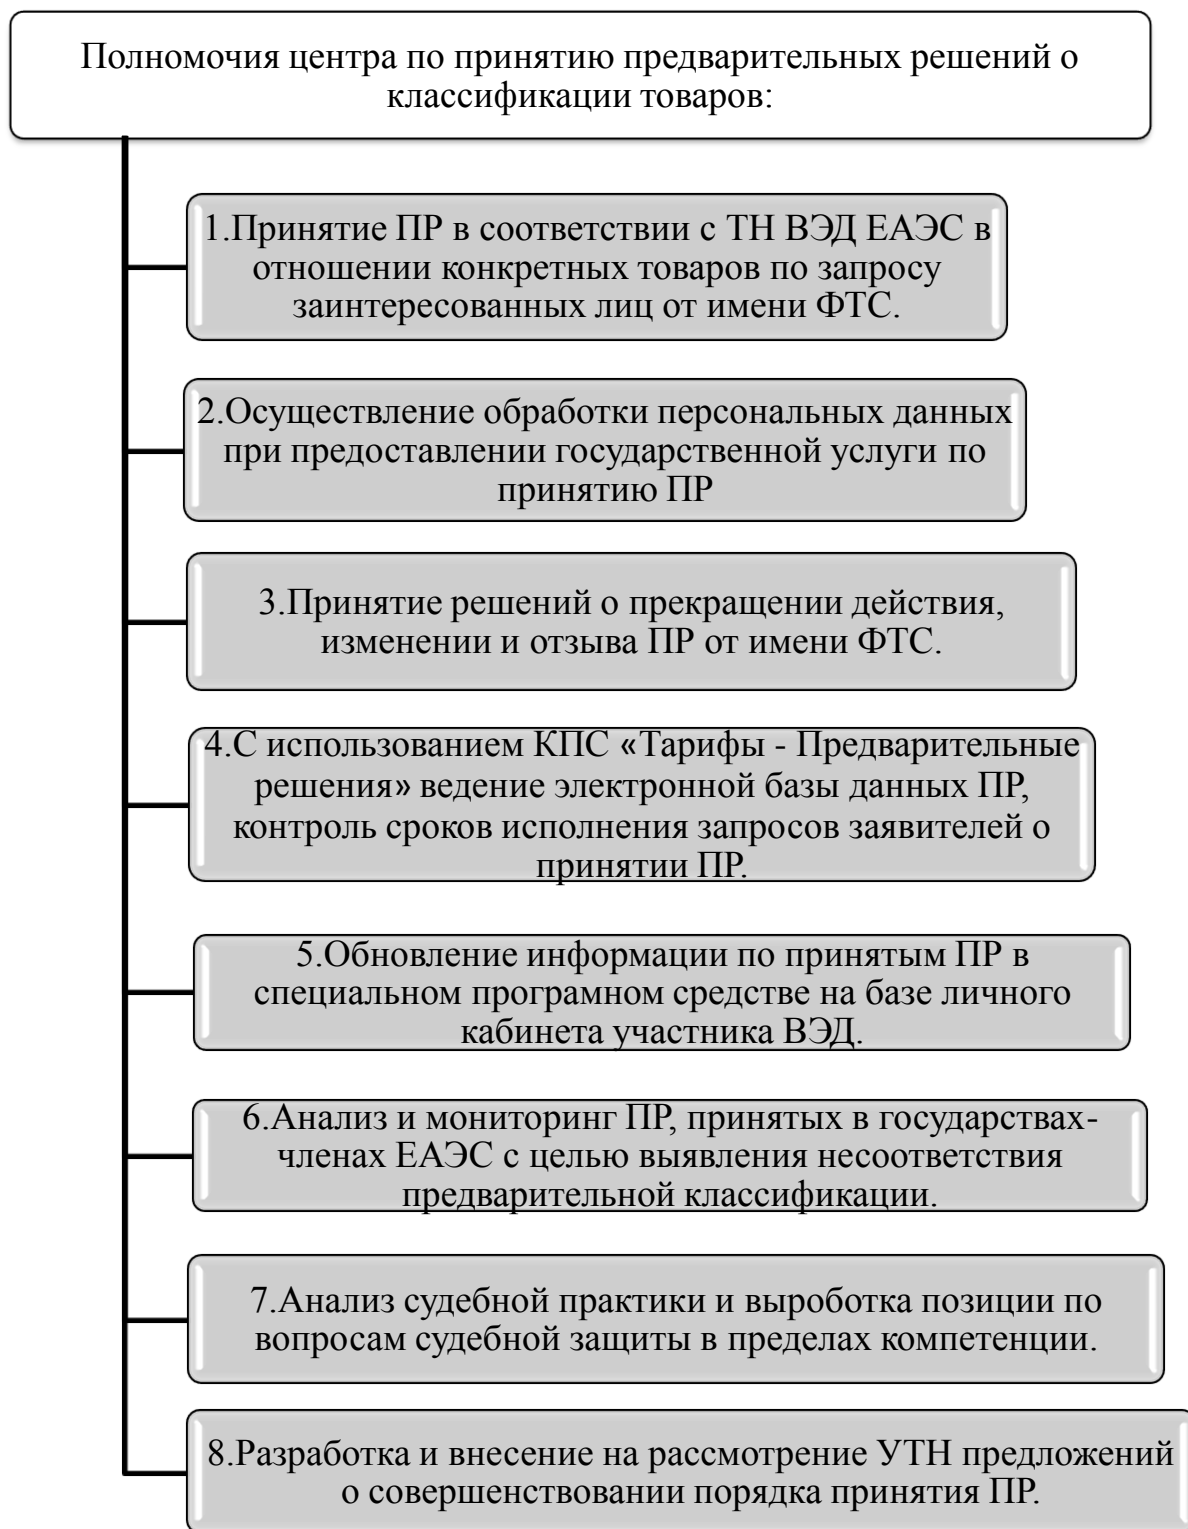 Полномочия центра по принятию предварительных решений о
классификации товаров:
1.Принятие ПР в соответствии с ТН ВЭД ЕАЭС в
отношении конкретных товаров по запросу
заинтересованных лиц от имени ФТС.
2.Осуществление обработки персональных данных
при предоставлении государственной услуги по
принятию ПР
3.Принятие решений о прекращении действия,
изменении и отзыва ПР от имени ФТС.
4.С использованием КПС «Тарифы - Предварительные
решения» ведение электронной базы данных ПР,
контроль сроков исполнения запросов заявителей о
принятии ПР.
5.Обновление информации по принятым ПР в
специальном програмном средстве на базе личного
кабинета участника ВЭД.
6.Анализ и мониторинг ПР, принятых в государствах-
членах ЕАЭС с целью выявления несоответствия
предварительной классификации.
7.Анализ судебной практики и выроботка позиции по
вопросам судебной защиты в пределах компетенции.
8.Разработка и внесение на рассмотрение УТН предложений
о совершенствовании порядка принятия ПР.